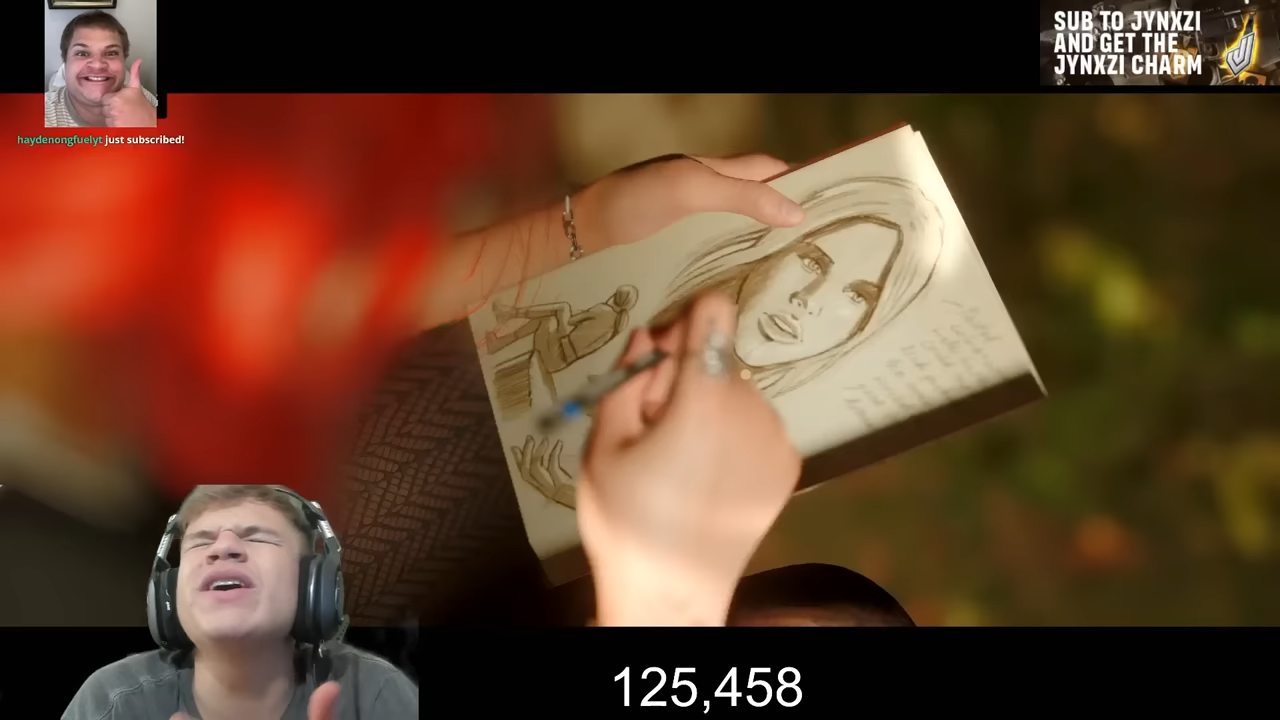 SUB TO JYNXZI
AND GET THE
JYNXZI CHARM
haydenongfuelyt just subscribed!
125,458